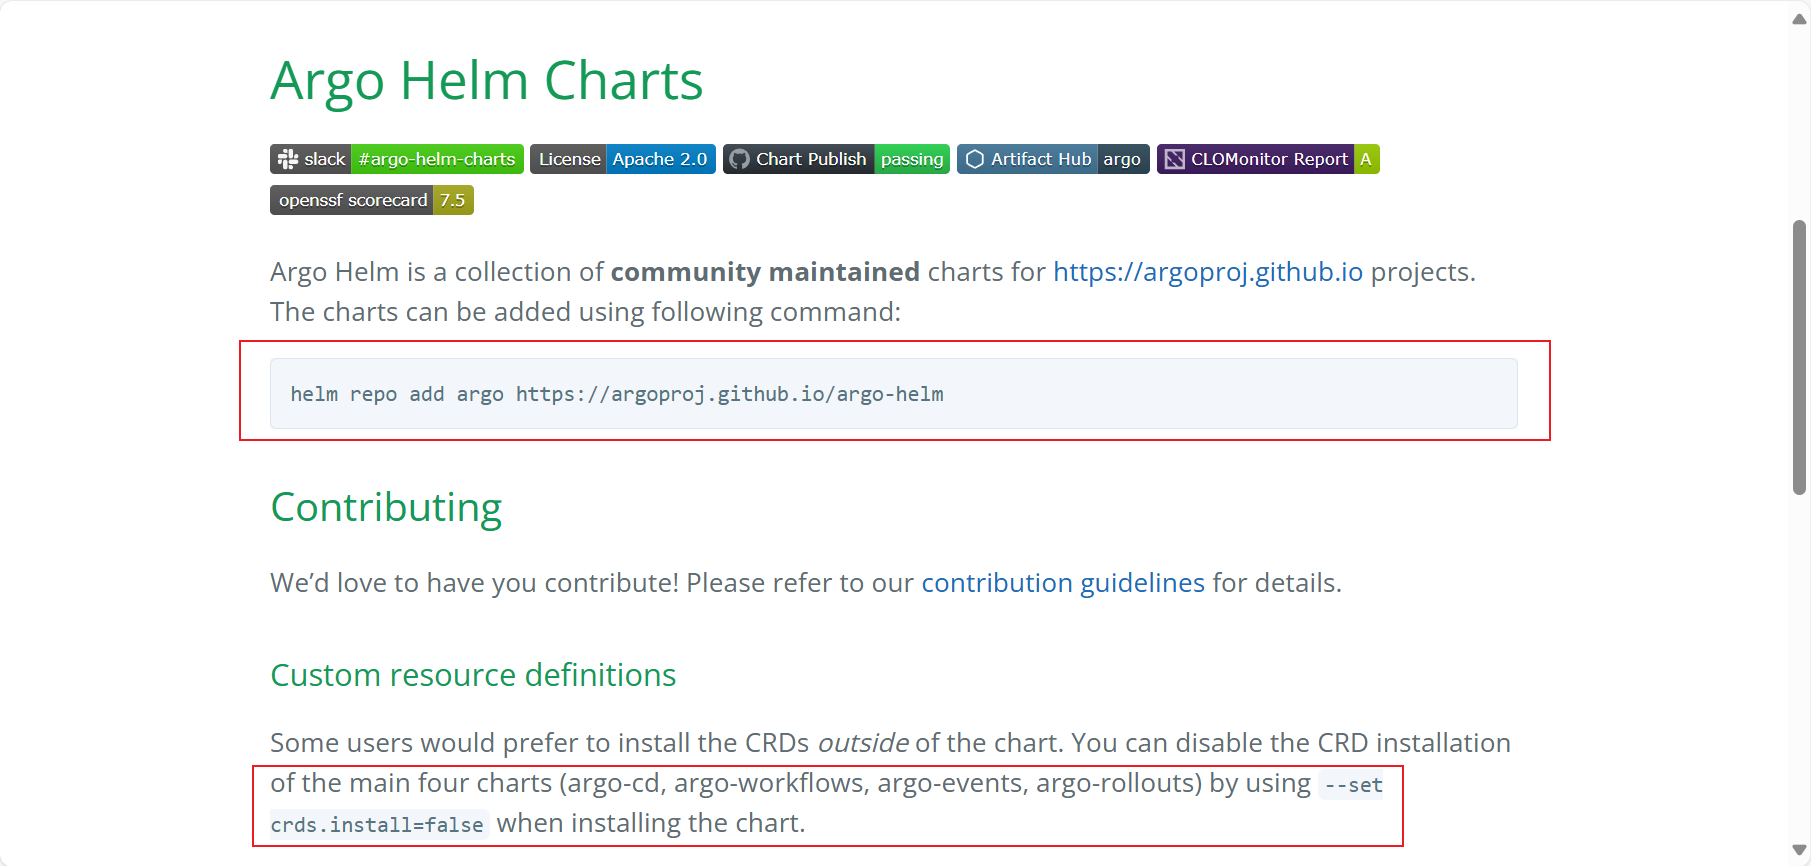 Argo Helm Charts
slack #argo-helm-charts License Apache 2.0 Chart Publish passing Artifact Hub argo CLOMonitor Report A
openssf scorecard 7.5
Argo Helm is a collection of community maintained charts for https://argoproj.github.io projects.
The charts can be added using following command:
helm repo add argo https://argoproj.github.io/argo-helm
Contributing
We’d love to have you contribute! Please refer to our contribution guidelines for details.
Custom resource definitions
Some users would prefer to install the CRDs outside of the chart. You can disable the CRD installation
of the main four charts (argo-cd, argo-workflows, argo-events, argo-rollouts) by using --set
crds.install=false when installing the chart.